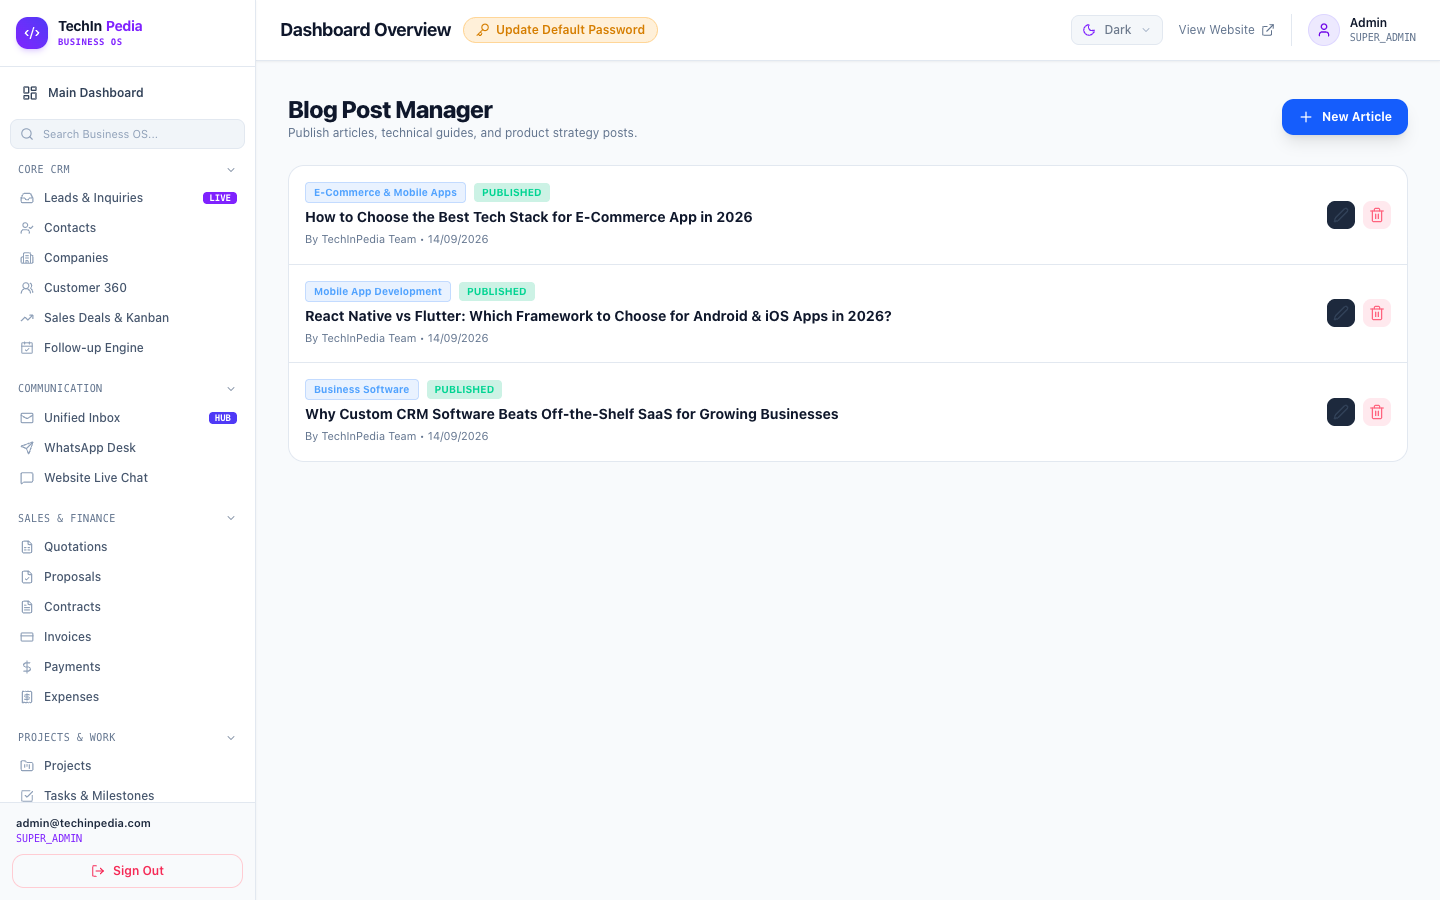 TechIn Pedia
BUSINESS OS
Main Dashboard
Search Business OS...
CORE CRM
Leads & Inquiries LIVE
Contacts
Companies
Customer 360
Sales Deals & Kanban
Follow-up Engine
COMMUNICATION
Unified Inbox HUB
WhatsApp Desk
Website Live Chat
SALES & FINANCE
Quotations
Proposals
Contracts
Invoices
Payments
Expenses
PROJECTS & WORK
Projects
Tasks & Milestones
admin@techinpedia.com
SUPER_ADMIN
Sign Out
Dashboard Overview Update Default Password Dark View Website Admin
SUPER_ADMIN
Blog Post Manager
Publish articles, technical guides, and product strategy posts.
New Article
E-Commerce & Mobile Apps PUBLISHED
How to Choose the Best Tech Stack for E-Commerce App in 2026
By TechInPedia Team • 14/09/2026
Mobile App Development PUBLISHED
React Native vs Flutter: Which Framework to Choose for Android & iOS Apps in 2026?
By TechInPedia Team • 14/09/2026
Business Software PUBLISHED
Why Custom CRM Software Beats Off-the-Shelf SaaS for Growing Businesses
By TechInPedia Team • 14/09/2026